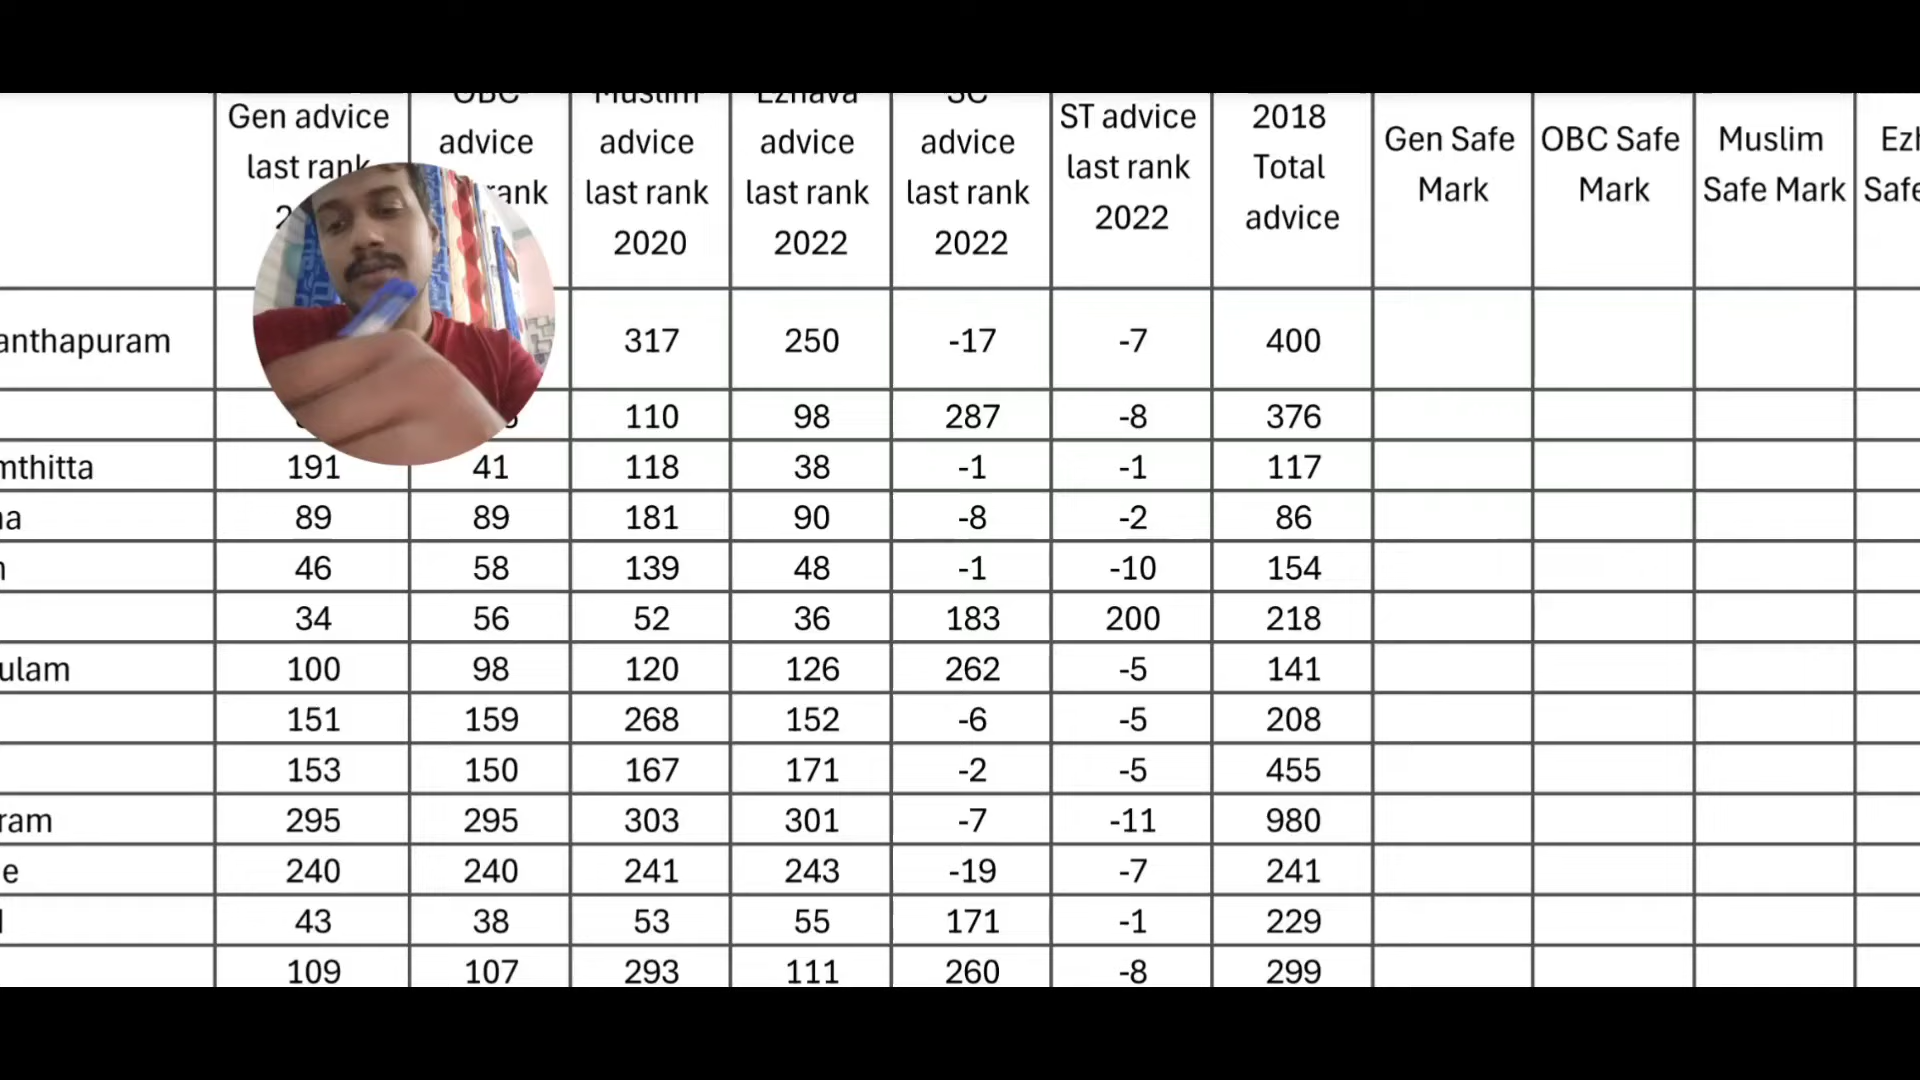 Gen advice last rank
OBC advice rank
Muslim advice last rank 2020
Ezhava advice last rank 2022
SC advice last rank 2022
ST advice last rank 2022
2018 Total advice
Gen Safe Mark
OBC Safe Mark
Muslim Safe Mark
anthapuram 317 250 -17 -7 400
110 98 287 -8 376
mthitta 191 41 118 38 -1 -1 117
89 89 181 90 -8 -2 86
46 58 139 48 -1 -10 154
34 56 52 36 183 200 218
ulam 100 98 120 126 262 -5 141
151 159 268 152 -6 -5 208
153 150 167 171 -2 -5 455
ram 295 295 303 301 -7 -11 980
e 240 240 241 243 -19 -7 241
43 38 53 55 171 -1 229
109 107 293 111 260 -8 299